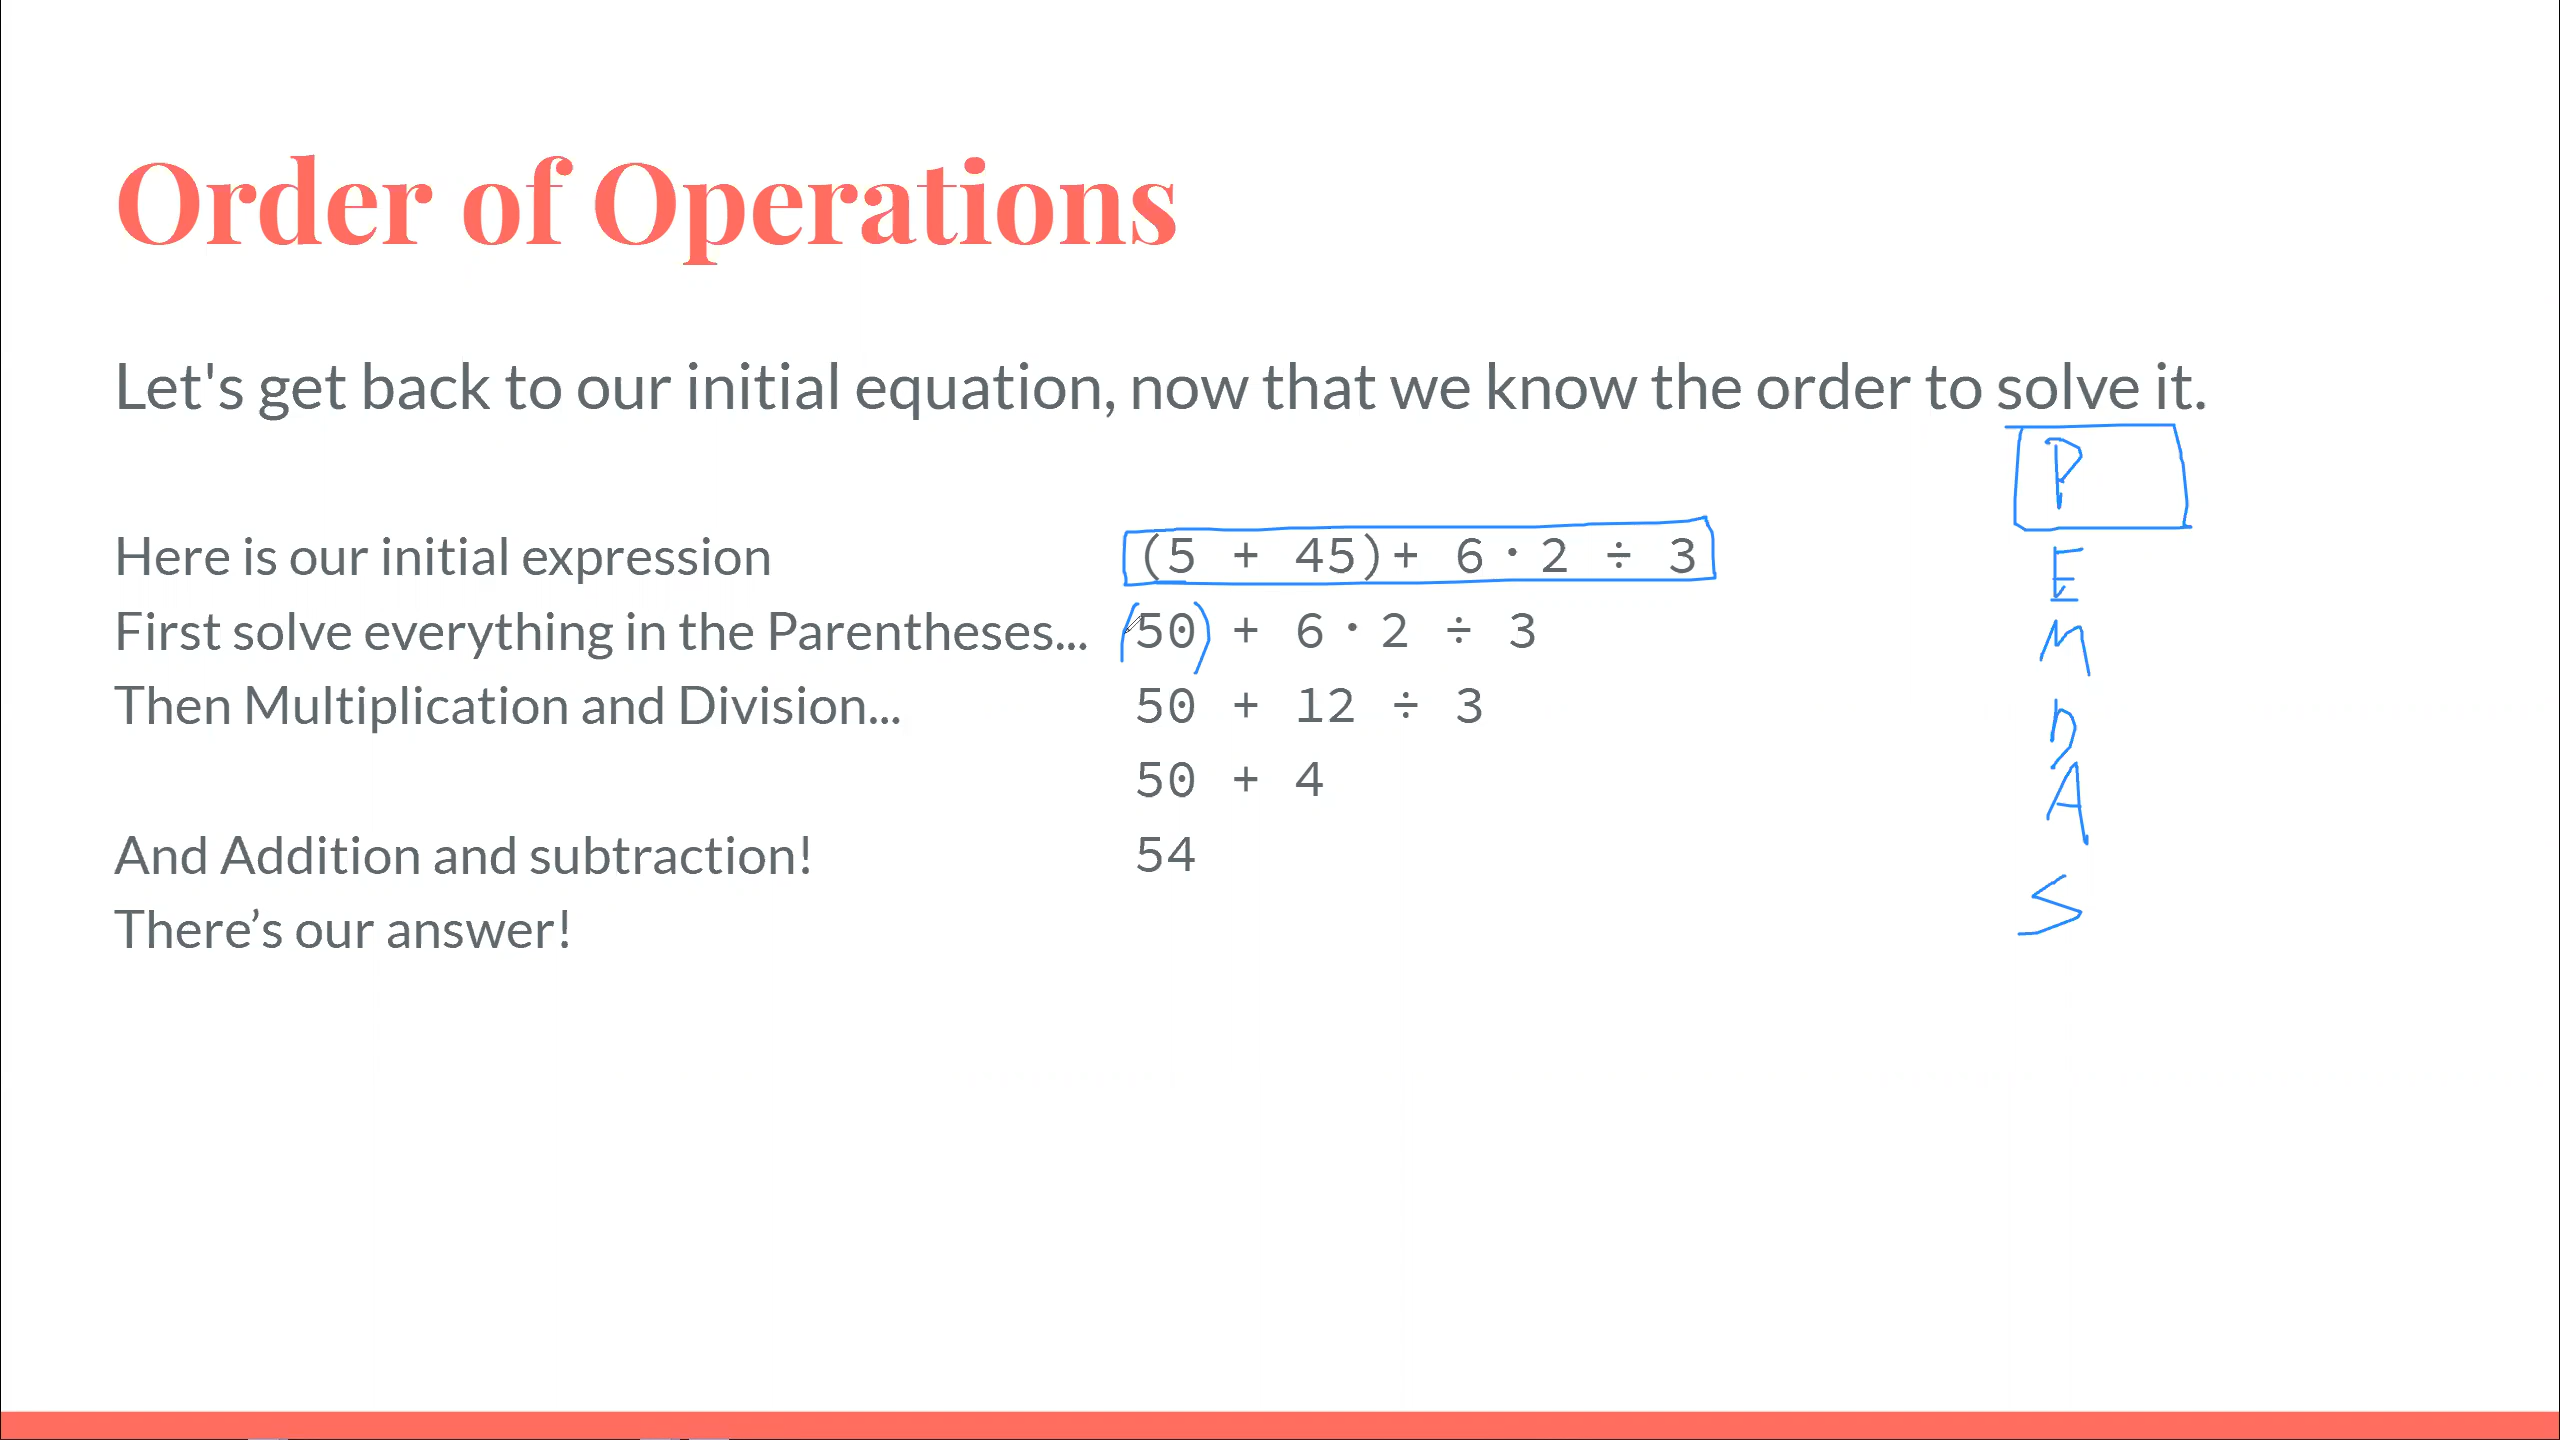 Order of Operations
Let's get back to our initial equation, now that we know the order to solve it.
Here is our initial expression (5 + 45)+ 6 · 2 ÷ 3
First solve everything in the Parentheses... (50) + 6 · 2 ÷ 3
Then Multiplication and Division... 50 + 12 ÷ 3
50 + 4
And Addition and subtraction! 54
There’s our answer!
P
E
M
D
A
S